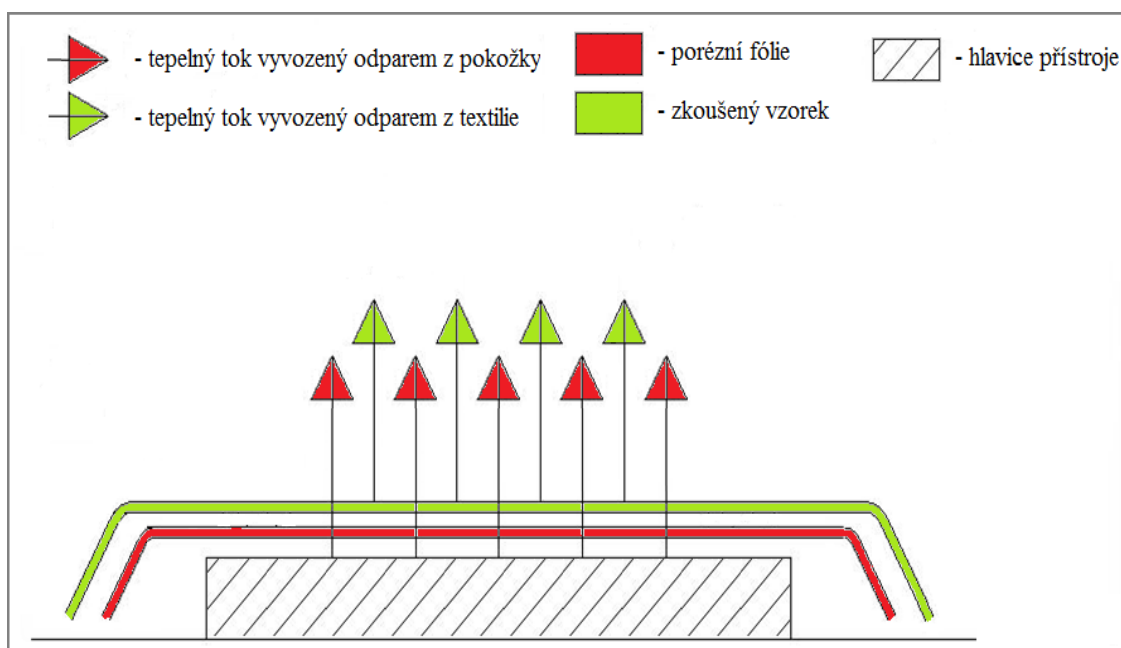 - tepelný tok vyvozený odparem z pokožky
- tepelný tok vyvozený odparem z textilie
- porézní fólie
- zkoušený vzorek
- hlavice přístroje